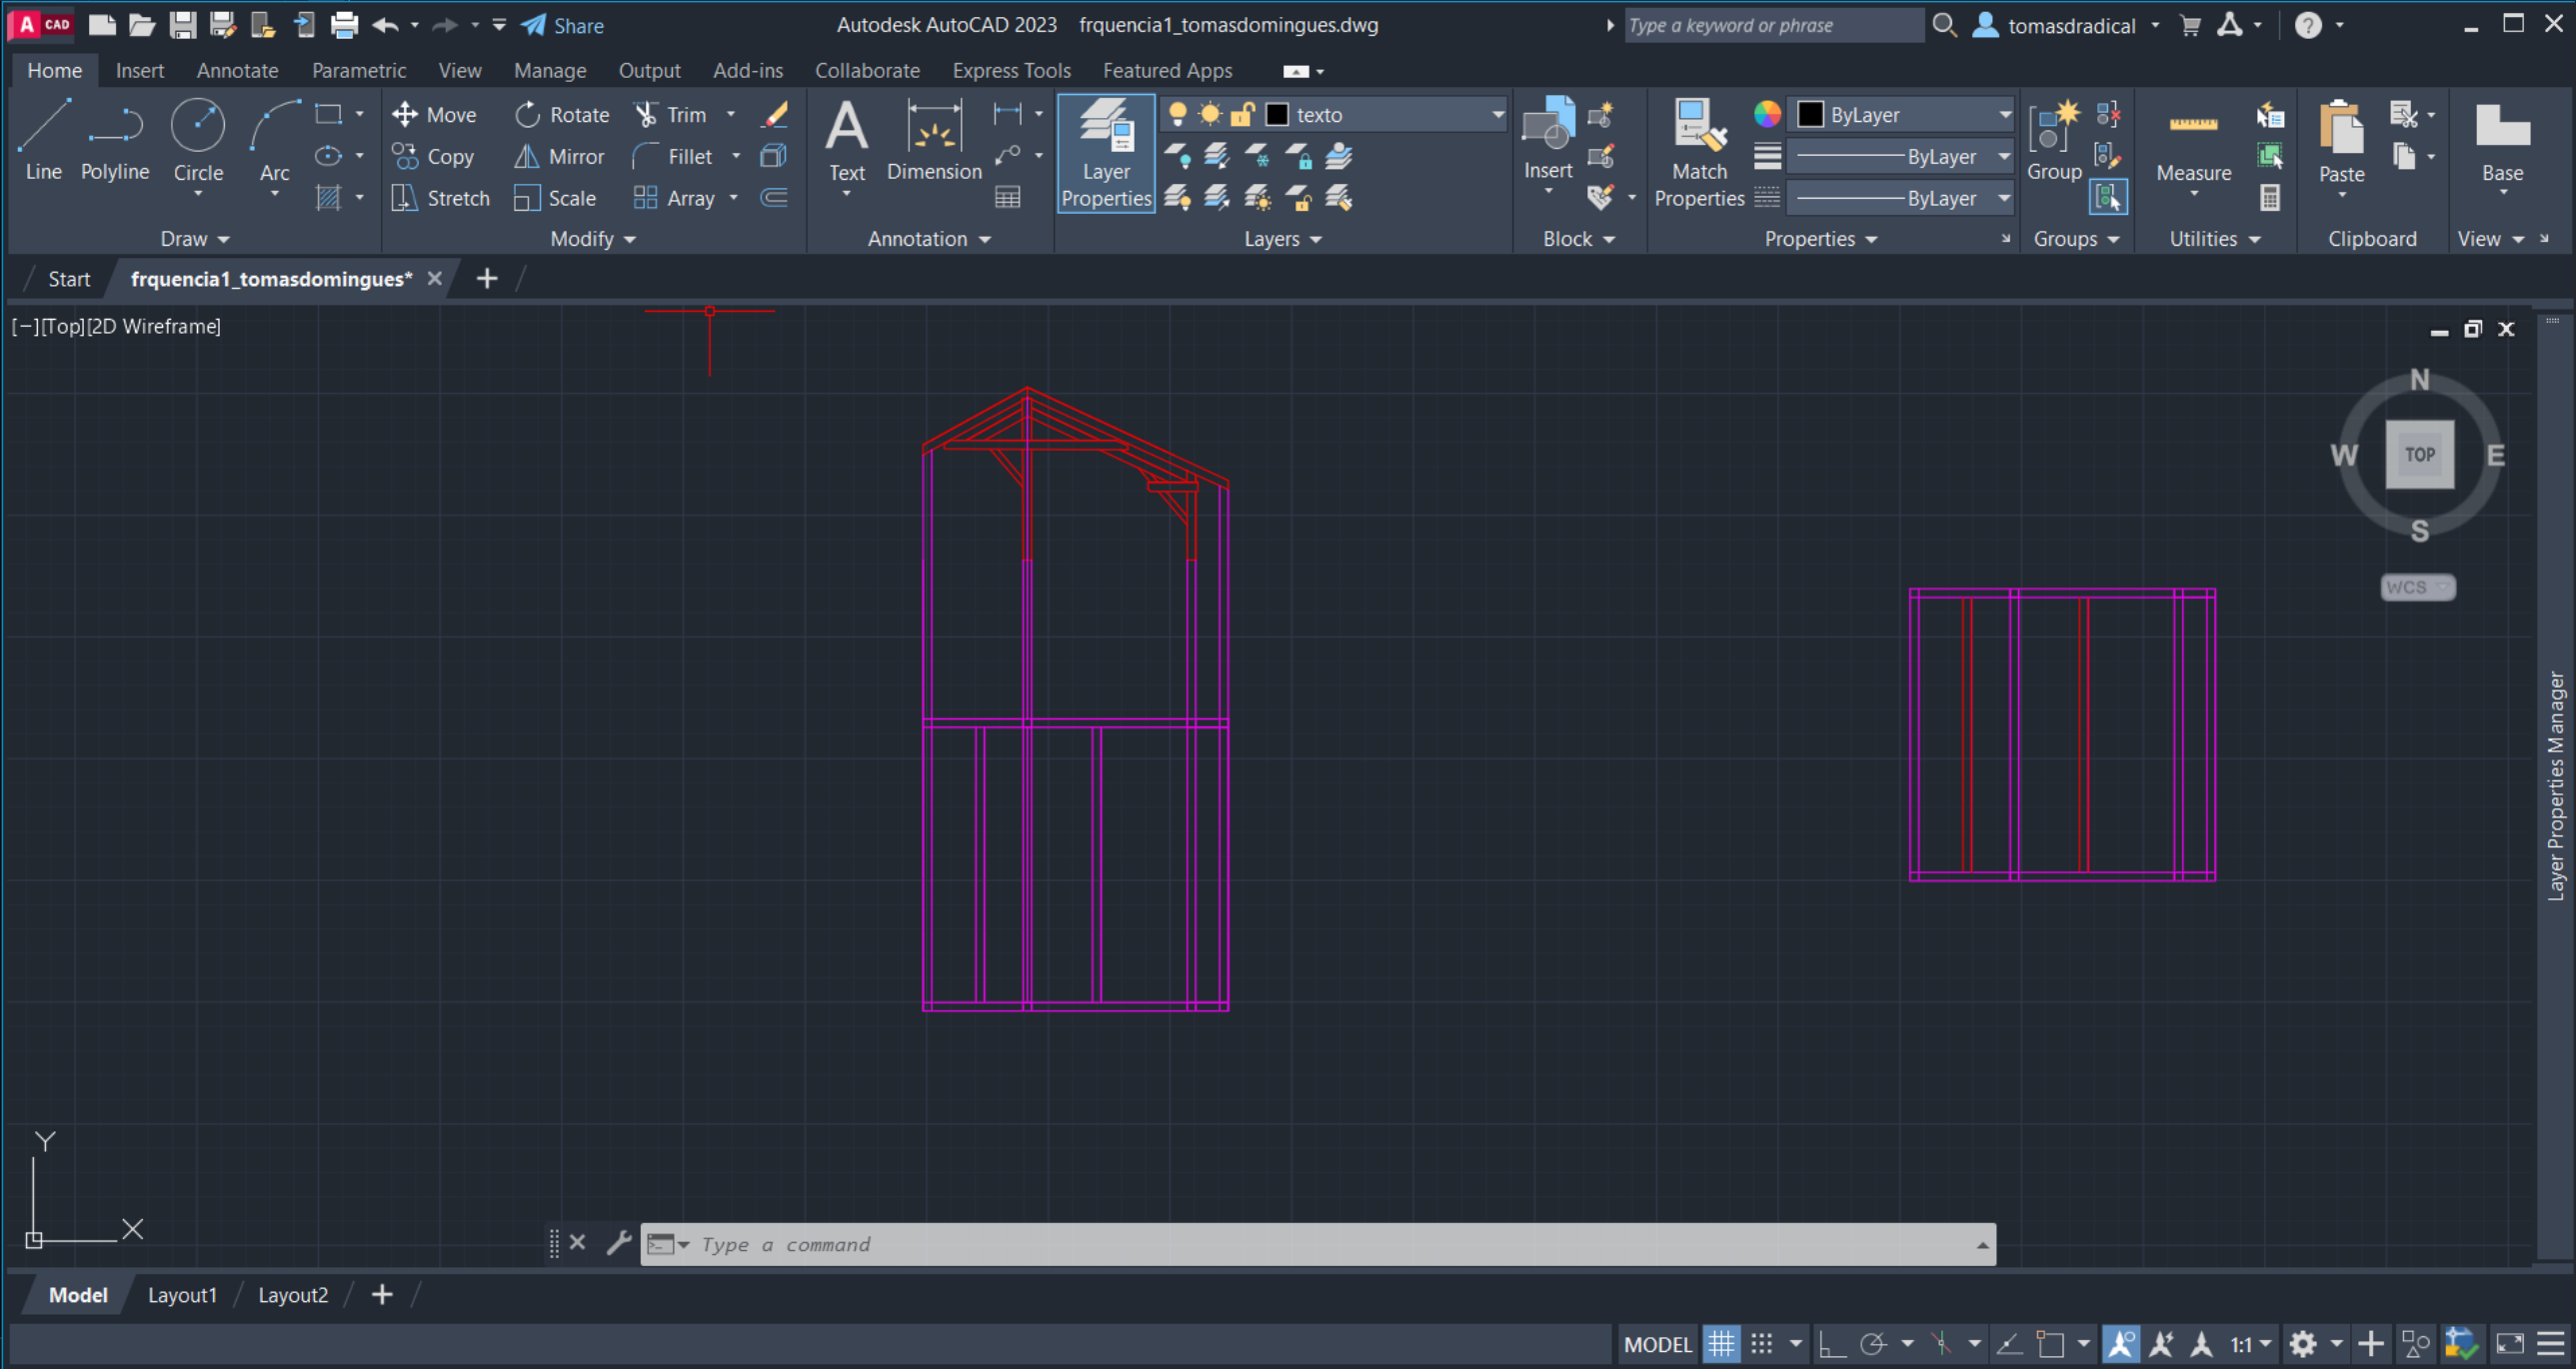 A CAD Share Autodesk AutoCAD 2023 frquencia1_tomasdomingues.dwg Type a keyword or phrase tomasdradical
Home Insert Annotate Parametric View Manage Output Add-ins Collaborate Express Tools Featured Apps
Line Polyline Circle Arc
Draw
Move Rotate Trim
Copy Mirror Fillet
Stretch Scale Array
Modify
Text Dimension
Annotation
Layer Properties
texto
Layers
Insert
Block
Match Properties
ByLayer
ByLayer
ByLayer
Properties
Group
Groups
Measure
Utilities
Paste
Clipboard
Base
View
Start frquencia1_tomasdomingues*
[−][Top][2D Wireframe]
N
W TOP E
S
WCS
Layer Properties Manager
Y
X
Type a command
Model Layout1 Layout2
MODEL 1:1